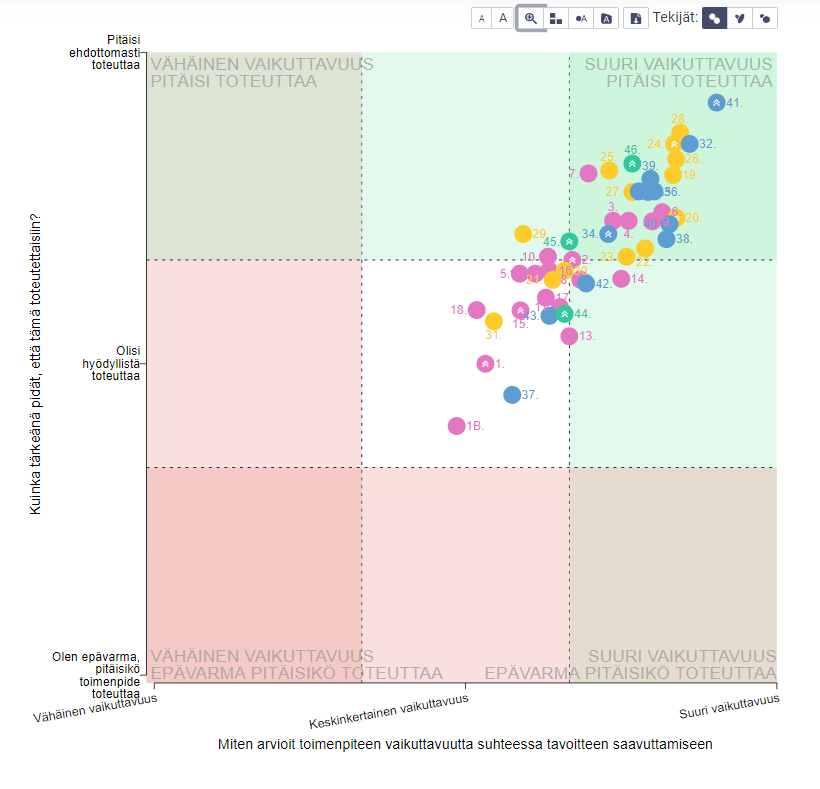 A A A A Tekijät:
Pitäisi
ehdottomasti
toteuttaa
VÄHÄINEN VAIKUTTAVUUS
PITÄISI TOTEUTTAA
SUURI VAIKUTTAVUUS
PITÄISI TOTEUTTAA
41.
28.
24.
32.
46.
25.
26.
39.
7.
19.
27
36.
3.
6.
20.
40.
9.
34.
4.
29.
45.
38.
23.
22.
10.
2.
5.
21.
16.
30
8.
42.
14.
17
18.
15.
43.
44.
31.
13.
Olisi
hyödyllistä
toteuttaa
1.
37.
1B.
Kuinka tärkeänä pidät, että tämä toteutettaisiin?
Olen epävarma,
pitäisikö
toimenpide
toteuttaa
VÄHÄINEN VAIKUTTAVUUS
EPÄVARMA PITÄISIKÖ TOTEUTTAA
SUURI VAIKUTTAVUUS
EPÄVARMA PITÄISIKÖ TOTEUTTAA
Vähäinen vaikuttavuus
Keskinkertainen vaikuttavuus
Suuri vaikuttavuus
Miten arvioit toimenpiteen vaikuttavuutta suhteessa tavoitteen saavuttamiseen